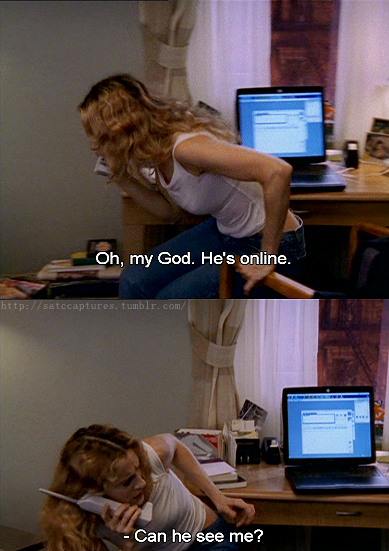 Oh, my God. He's online.
http://satccaptures.tumblr.com/
- Can he see me?